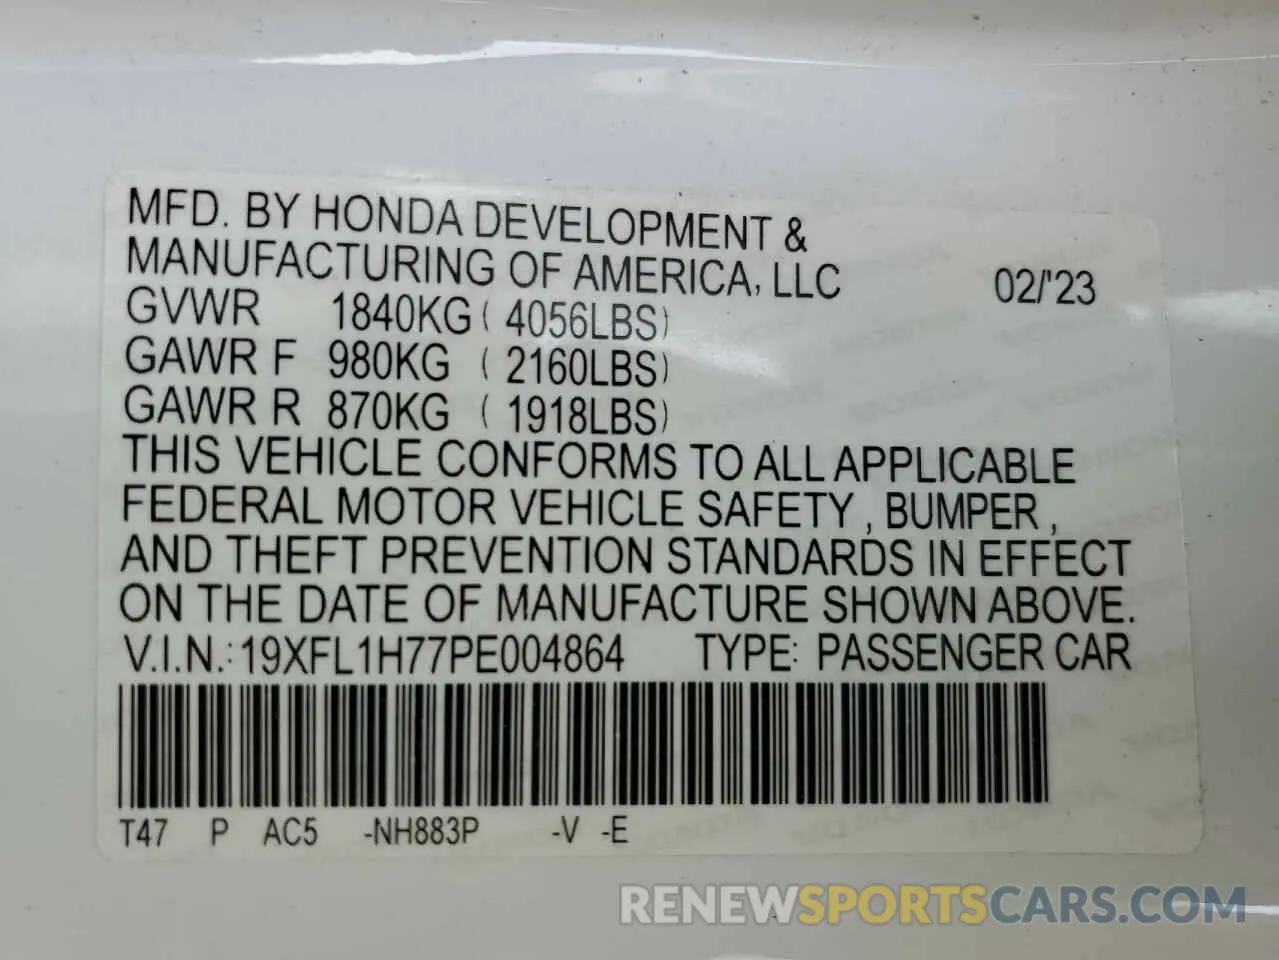 MFD. BY HONDA DEVELOPMENT &
MANUFACTURING OF AMERICA, LLC 02/'23
GVWR 1840KG ( 4056LBS)
GAWR F 980KG ( 2160LBS)
GAWR R 870KG ( 1918LBS)
THIS VEHICLE CONFORMS TO ALL APPLICABLE
FEDERAL MOTOR VEHICLE SAFETY , BUMPER ,
AND THEFT PREVENTION STANDARDS IN EFFECT
ON THE DATE OF MANUFACTURE SHOWN ABOVE.
V.I.N.: 19XFL1H77PE004864 TYPE: PASSENGER CAR
T47 P AC5 -NH883P -V -E
RENEWSPORTSCARS.COM